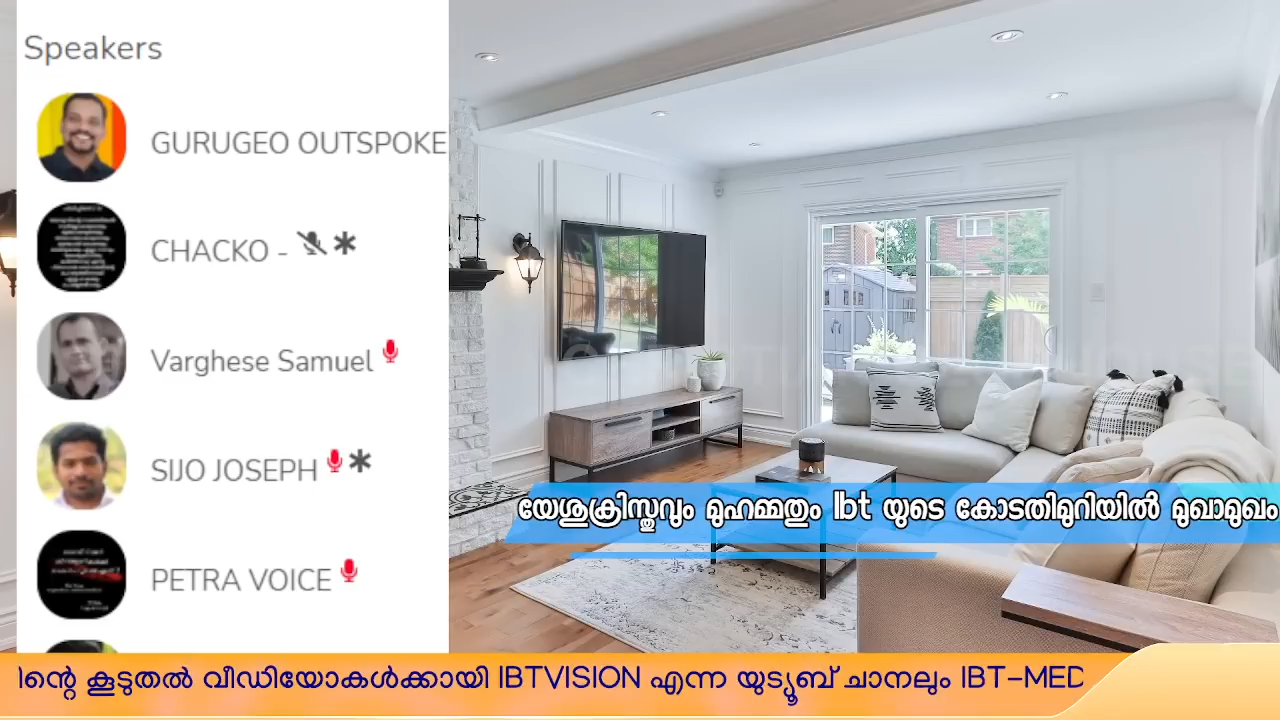 Speakers
GURUGEO OUTSPOKE
CHACKO -
Varghese Samuel
SIJO JOSEPH
PETRA VOICE
യേശുക്രിസ്തുവും മുഹമ്മതും Ibt യുടെ കോടതിമുറിയിൽ മുഖാമുഖം
ന്റെ കൂടുതൽ വീഡിയോകൾക്കായി IBTVISION എന്ന യുട്യൂബ് ചാനലും IBT-MED